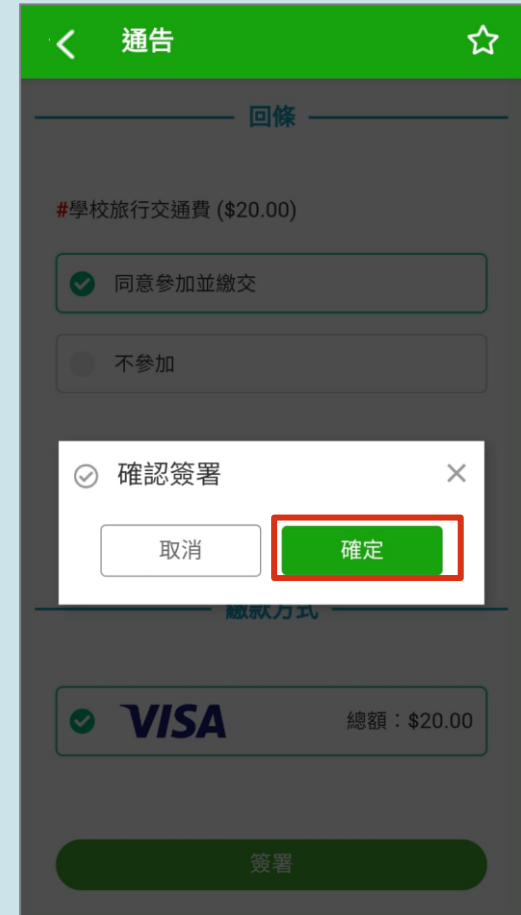 通告
回條
#學校旅行交通費 ($20.00)
同意參加並繳交
不參加
確認簽署
取消
確定
繳款方式
VISA
總額：$20.00
簽署